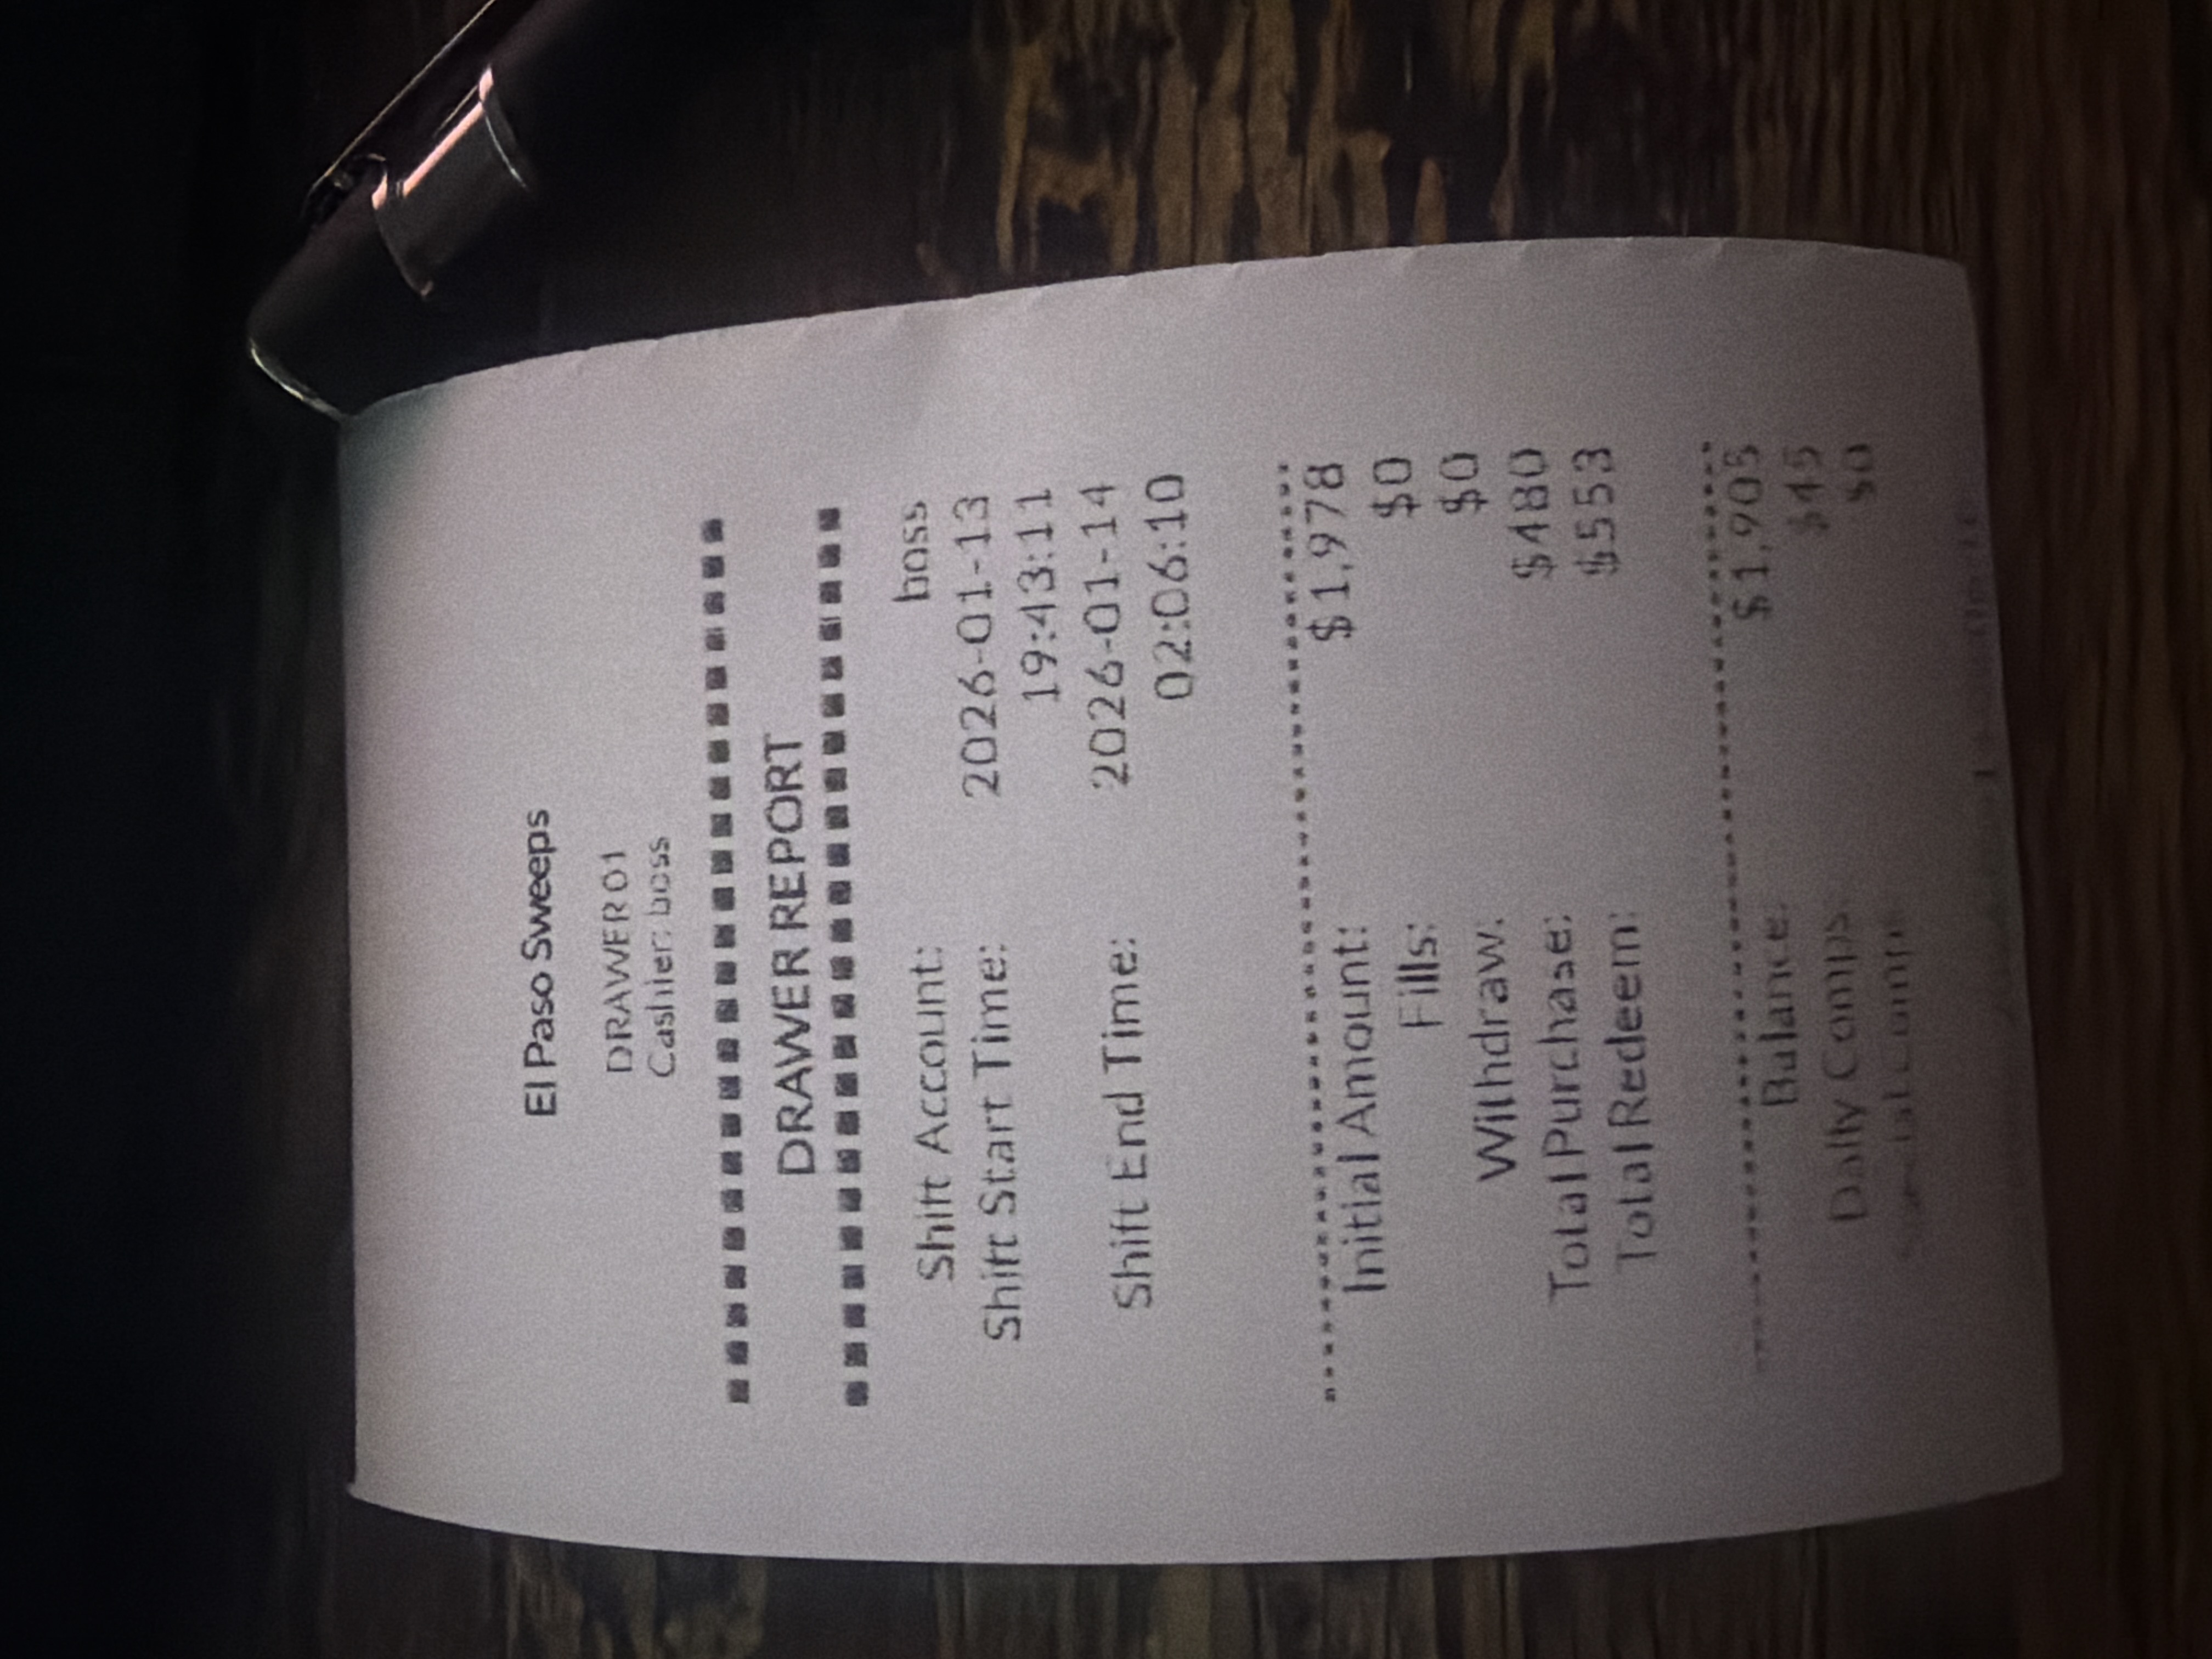 El Paso Sweeps
DRAWER 01
Cashier: boss
DRAWER REPORT
Shift Account: boss
Shift Start Time: 2026-01-13
19:43:11
Shift End Time: 2026-01-14
02:06:10
Initial Amount: $1,978
Fills: $0
Withdraw: $0
Total Purchase: $480
Total Redeem: $553
Balance: $1,905
Daily Comps: $45
Special Comp $0